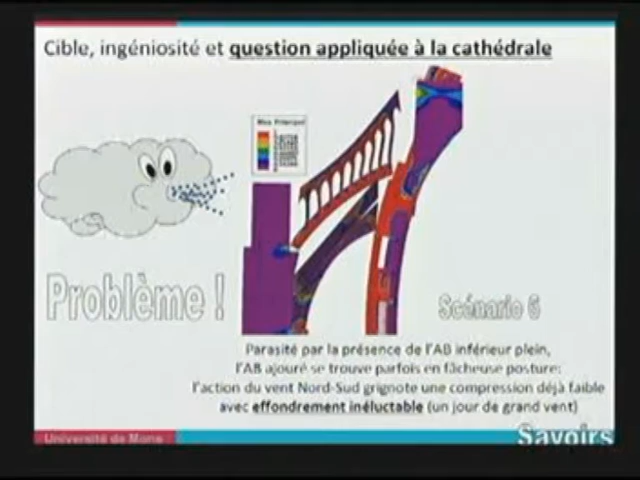 Cible, ingéniosité et question appliquée à la cathédrale
Max Principal
Problème !
Scénario 6
Parasité par la présence de l'AB inférieur plein,
l'AB ajouré se trouve parfois en fâcheuse posture:
l'action du vent Nord-Sud grignote une compression déjà faible
avec effondrement inéluctable (un jour de grand vent)
Université de Mons
Savoirs